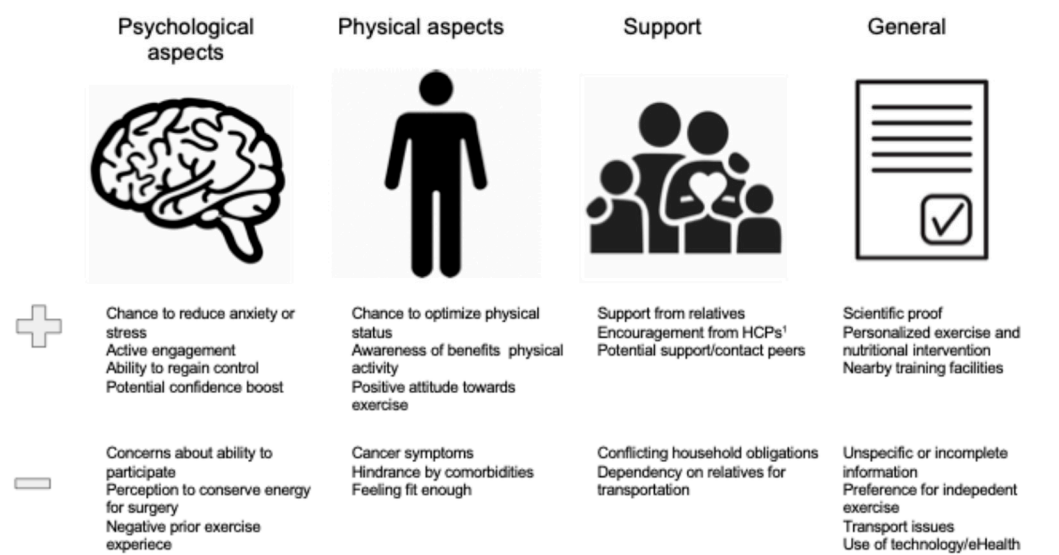 Psychological
aspects
Physical aspects
Support
General
Chance to reduce anxiety or
stress
Active engagement
Ability to regain control
Potential confidence boost
Chance to optimize physical
status
Awareness of benefits physical
activity
Positive attitude towards
exercise
Support from relatives
Encouragement from HCPs¹
Potential support/contact peers
Scientific proof
Personalized exercise and
nutritional intervention
Nearby training facilities
Concerns about ability to
participate
Perception to conserve energy
for surgery
Negative prior exercise
experiece
Cancer symptoms
Hindrance by comorbidities
Feeling fit enough
Conflicting household obligations
Dependency on relatives for
transportation
Unspecific or incomplete
information
Preference for indepedent
exercise
Transport issues
Use of technology/eHealth